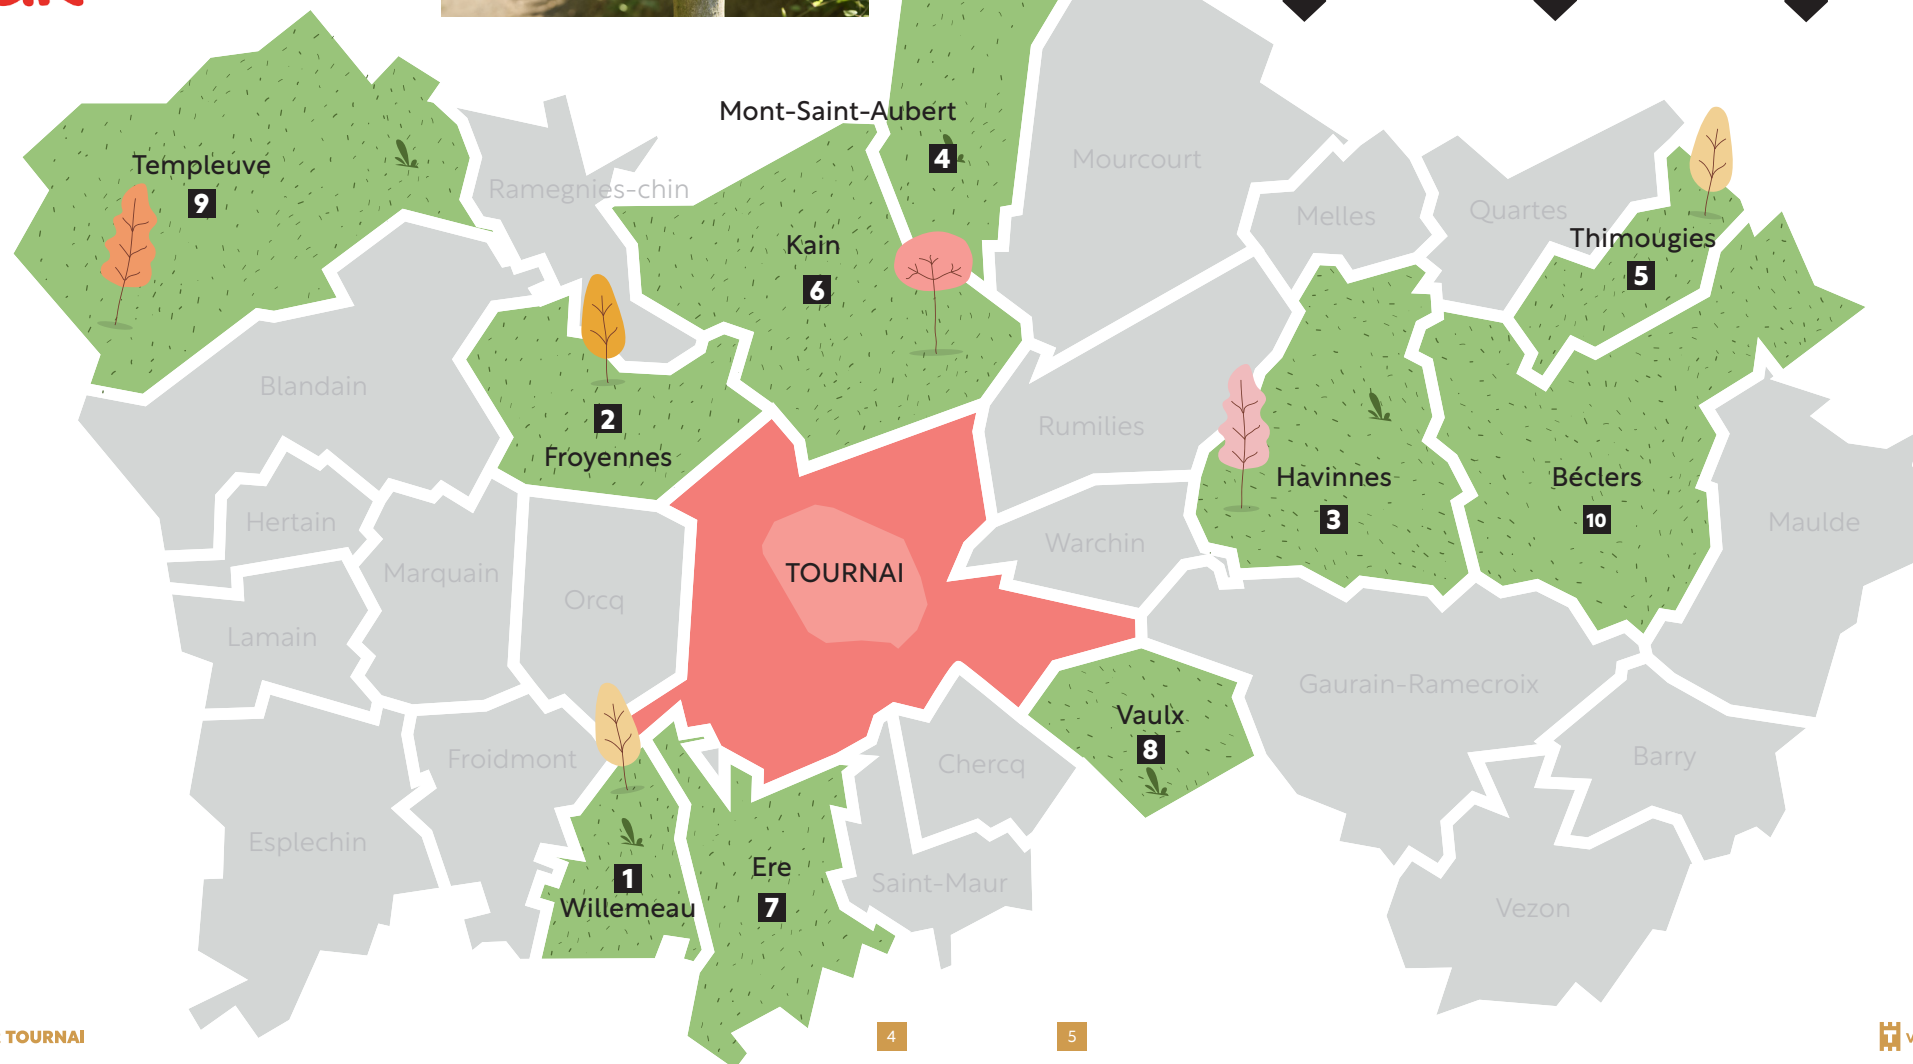 Mont-Saint-Aubert
4
Mourcourt
Templeuve
9
Ramegnies-chin
Melles
Quartes
Thimougies
5
Kain
6
Blandain
2
Froyennes
Rumilies
Havinnes
3
Béclers
10
Hertain
Marquain
Orcq
TOURNAI
Warchin
Maulde
Lamain
Gaurain-Ramecroix
Vaulx
8
Froidmont
Chercq
Barry
Esplechin
1
Willemeau
Ere
7
Saint-Maur
Vezon
TOURNAI
4
5